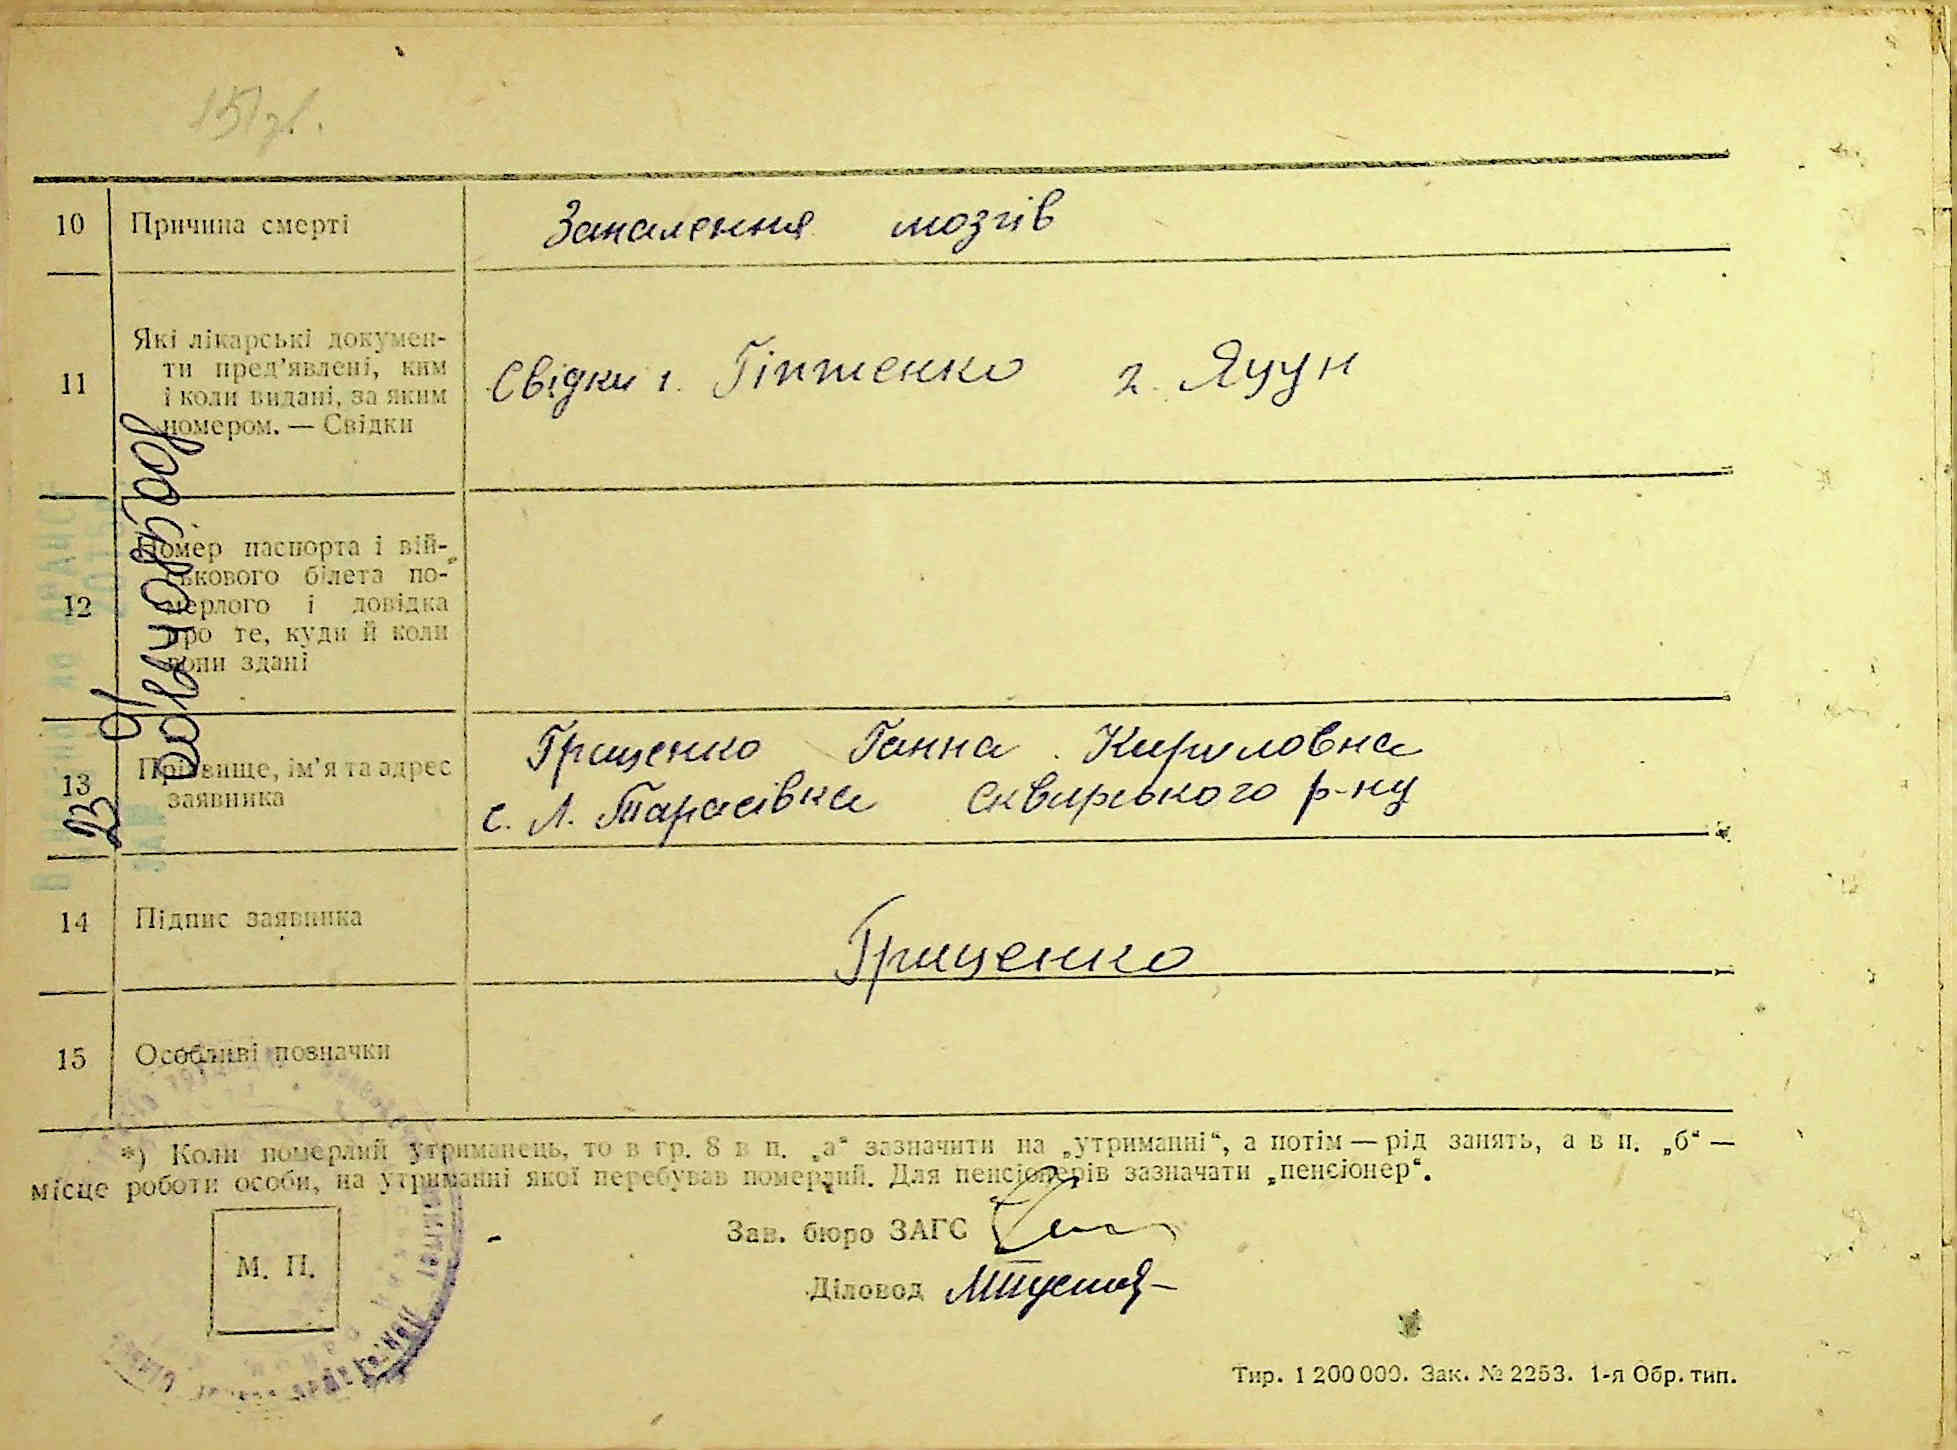 151 зв.
10 Причина смерті Запалення мозгів
11 Які лікарські докумен-
ти пред'явлені, ким
і коли видані, за яким
номером. — Свідки
Свідки 1. Гіптенко 2. Яцун
12 Номер паспорта і вій-
ськового білета по-
мерлого і довідка
про те, куди й коли
вони здані
13 Прізвище, ім'я та адрес
заявника
Грищенко Ганна Кириловна
с. Л. Тарасівка Сквирського р-ну
14 Підпис заявника Грищенко
15 Особливі позначки
*) Коли померлий утриманець, то в гр. 8 в п. „а“ зазначити на „утриманні“, а потім — рід занять, а в п. „б“ —
місце роботи особи, на утриманні якої перебував померлий. Для пенсіонерів зазначати „пенсіонер“.
М. П.
Зав. бюро ЗАГС
Діловод
Тир. 1 200 000. Зак. № 2253. 1-я Обр. тип.
23